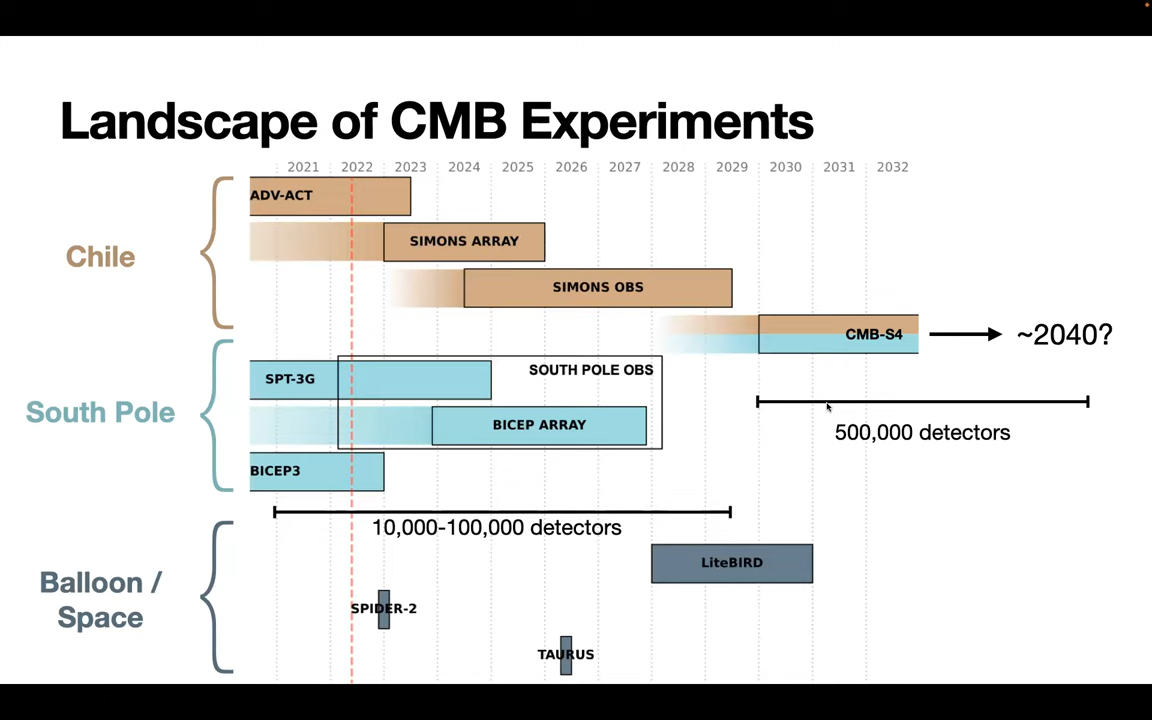 Landscape of CMB Experiments
2021 2022 2023 2024 2025 2026 2027 2028 2029 2030 2031 2032
Chile
ADV-ACT
SIMONS ARRAY
SIMONS OBS
CMB-S4
~2040?
South Pole
SPT-3G
SOUTH POLE OBS
BICEP ARRAY
BICEP3
500,000 detectors
10,000-100,000 detectors
Balloon /
Space
LiteBIRD
SPIDER-2
TAURUS